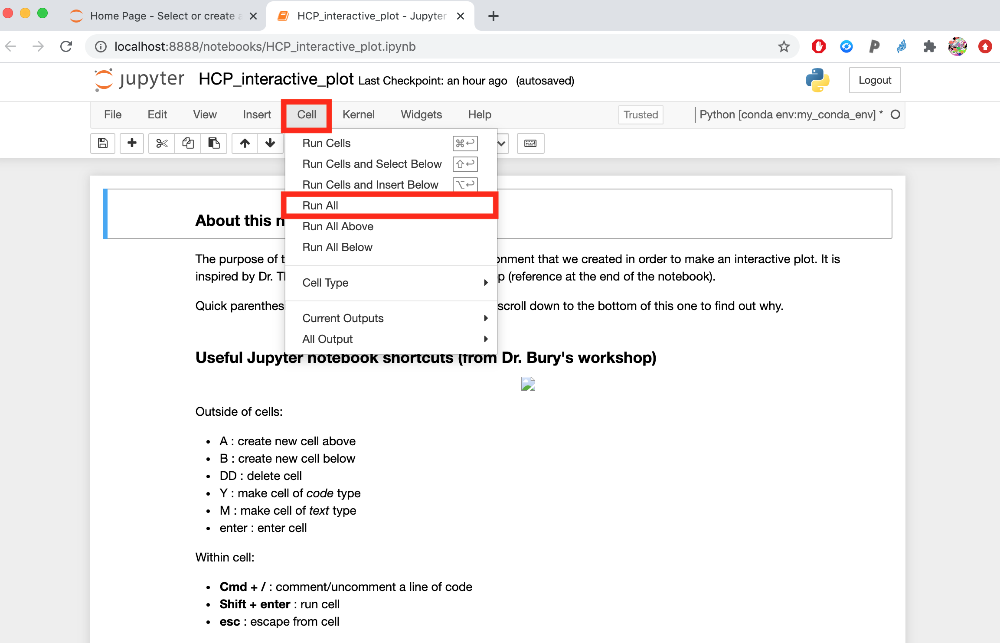 Home Page - Select or create a
HCP_interactive_plot - Jupyter
localhost:8888/notebooks/HCP_interactive_plot.ipynb
jupyter HCP_interactive_plot Last Checkpoint: an hour ago (autosaved)
Logout
File Edit View Insert Cell Kernel Widgets Help Trusted Python [conda env:my_conda_env] *
Run Cells ⌘↩
Run Cells and Select Below ⇧↩
Run Cells and Insert Below ⌥↩
Run All
Run All Above
Run All Below
Cell Type
Current Outputs
All Output
About this
The purpose of that we created in order to make an interactive plot. It is
inspired by Dr. (reference at the end of the notebook).
Quick scroll down to the bottom of this one to find out why.
Useful Jupyter notebook shortcuts (from Dr. Bury's workshop)
Outside of cells:
A : create new cell above
B : create new cell below
DD : delete cell
Y : make cell of code type
M : make cell of text type
enter : enter cell
Within cell:
Cmd + / : comment/uncomment a line of code
Shift + enter : run cell
esc : escape from cell